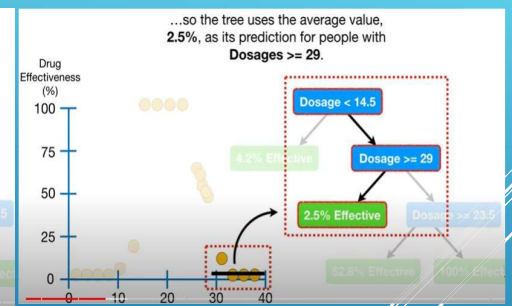 ...so the tree uses the average value,
2.5%, as its prediction for people with
Dosages >= 29.
Drug
Effectiveness
(%)
100
75
50
25
0
0
10
20
30
40
Dosage < 14.5
4.2% Effective
Dosage >= 29
2.5% Effective
Dosage >= 23.5
52.8% Effective
100% Effect
5